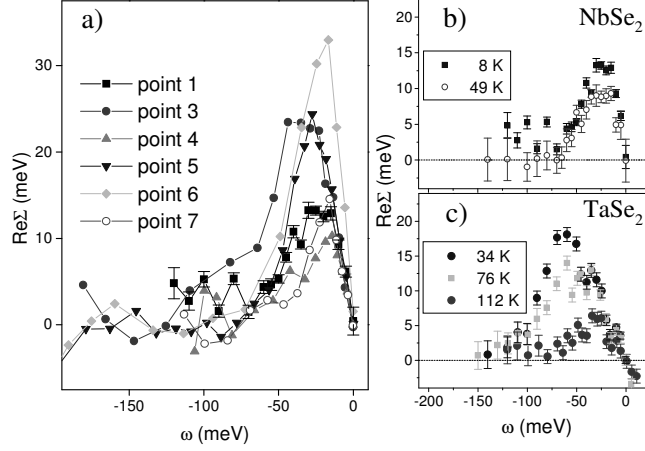 a)
ReΣ (meV)
30
20
10
0
-150
-100
-50
0
ω (meV)
point 1
point 3
point 4
point 5
point 6
point 7
b)
NbSe₂
8 K
49 K
ReΣ (meV)
20
15
10
5
0
c)
TaSe₂
34 K
76 K
112 K
ReΣ (meV)
20
15
10
5
0
-200
-150
-100
-50
0
ω (meV)